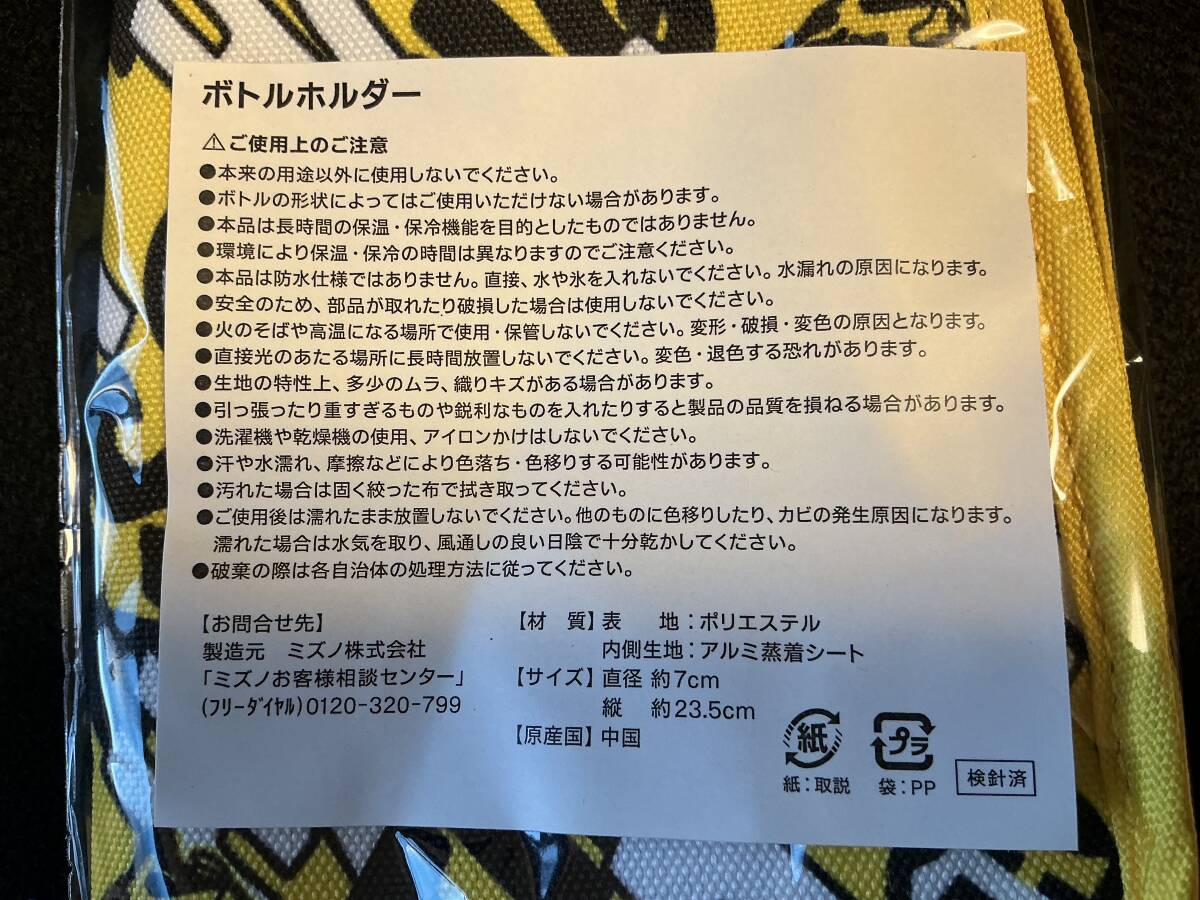 ボトルホルダー
⚠ご使用上のご注意
●本来の用途以外に使用しないでください。
●ボトルの形状によってはご使用いただけない場合があります。
●本品は長時間の保温・保冷機能を目的としたものではありません。
●環境により保温・保冷の時間は異なりますのでご注意ください。
●本品は防水仕様ではありません。直接、水や氷を入れないでください。水漏れの原因になります。
●安全のため、部品が取れたり破損した場合は使用しないでください。
●火のそばや高温になる場所で使用・保管しないでください。変形・破損・変色の原因となります。
●直接光のあたる場所に長時間放置しないでください。変色・退色する恐れがあります。
●生地の特性上、多少のムラ、織りキズがある場合があります。
●引っ張ったり重すぎるものや鋭利なものを入れたりすると製品の品質を損ねる場合があります。
●洗濯機や乾燥機の使用、アイロンかけはしないでください。
●汗や水濡れ、摩擦などにより色落ち・色移りする可能性があります。
●汚れた場合は固く絞った布で拭き取ってください。
●ご使用後は濡れたまま放置しないでください。他のものに色移りしたり、カビの発生原因になります。
濡れた場合は水気を取り、風通しの良い日陰で十分乾かしてください。
●破棄の際は各自治体の処理方法に従ってください。
【お問合せ先】
製造元 ミズノ株式会社
「ミズノお客様相談センター」
(ﾌﾘｰﾀﾞｲﾔﾙ)0120-320-799
【材 質】表 地：ポリエステル
内側生地：アルミ蒸着シート
【サイズ】直径 約7cm
縦 約23.5cm
【原産国】中国
紙
紙：取説
プラ
袋：PP
検針済